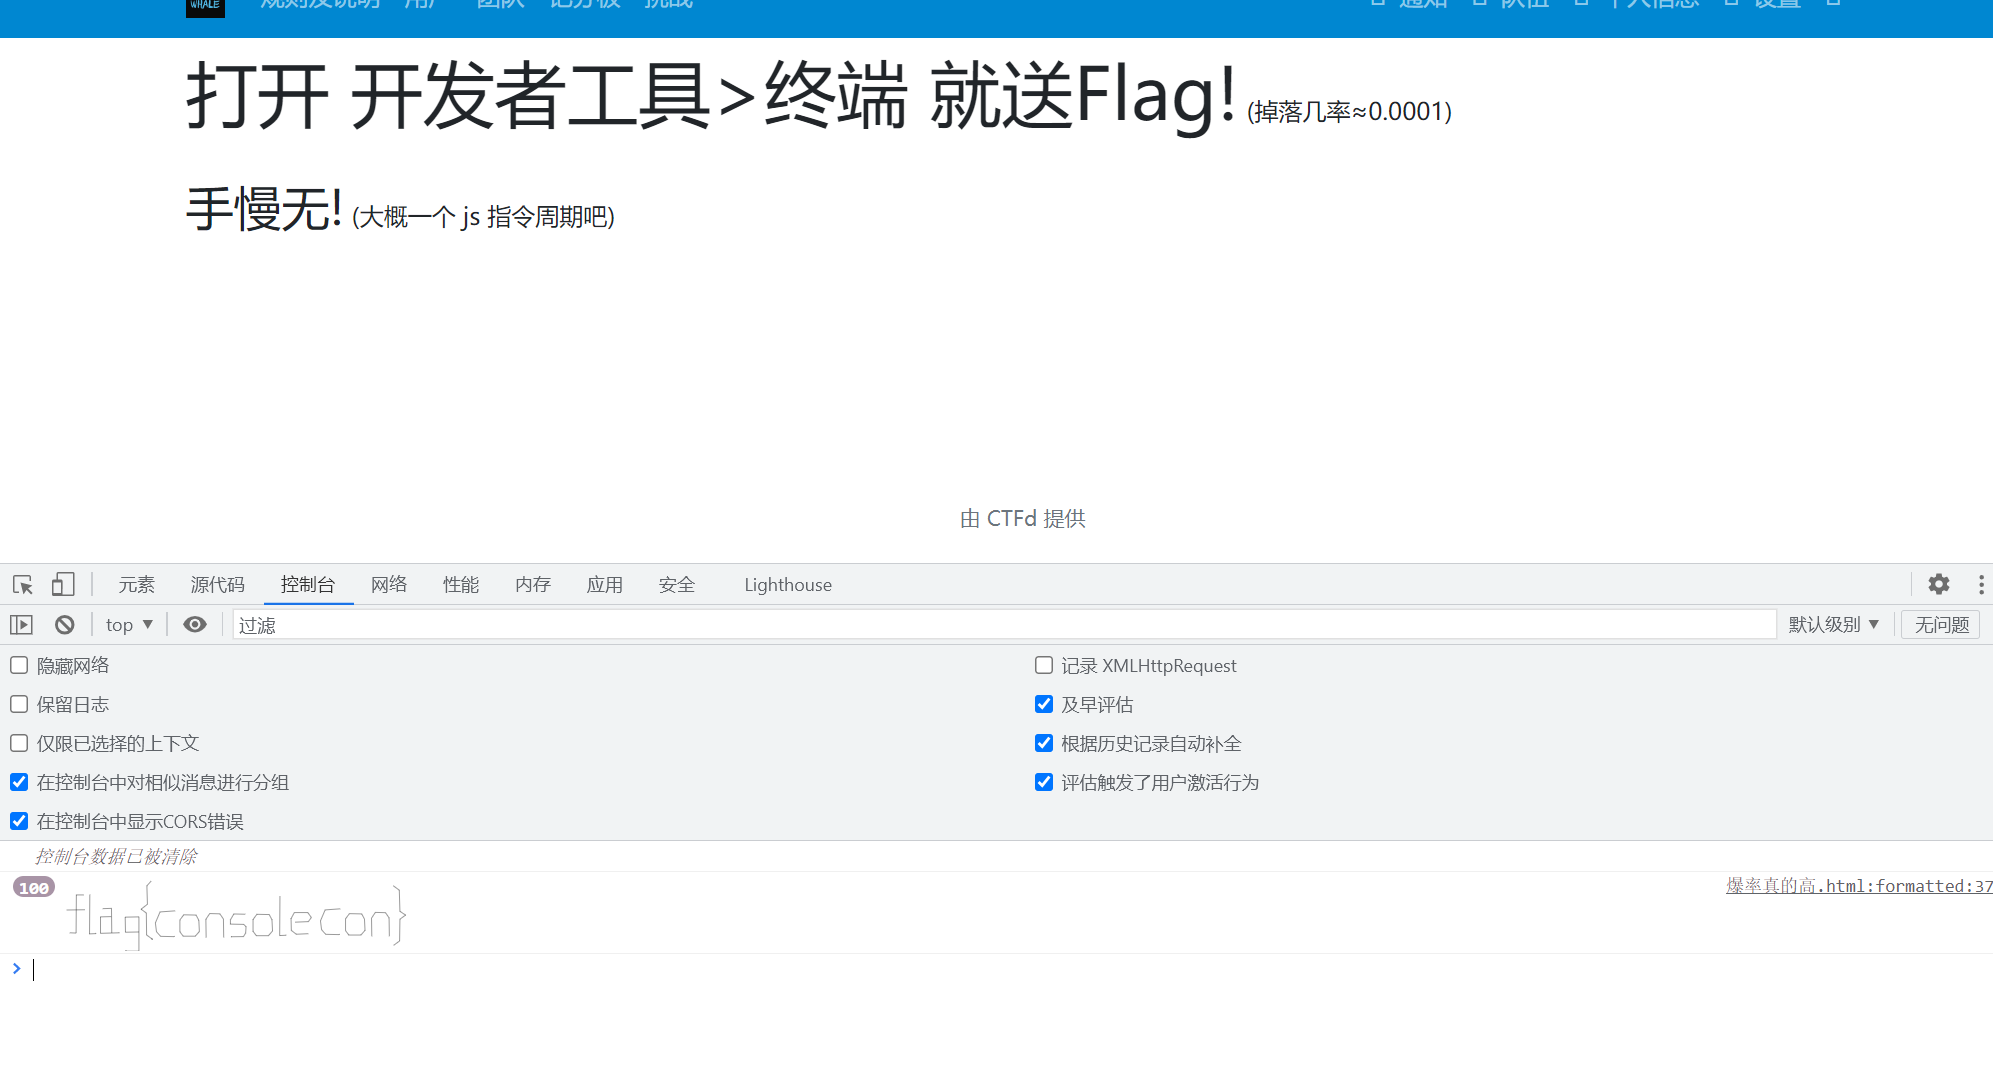 WHALE 规则及说明 用户 团队 记分板 挑战 通知 队伍 个人信息 设置
打开 开发者工具>终端 就送Flag! (掉落几率≈0.0001)
手慢无! (大概一个 js 指令周期吧)
由 CTFd 提供
元素 源代码 控制台 网络 性能 内存 应用 安全 Lighthouse
top ▼ 过滤 默认级别 ▼ 无问题
隐藏网络 记录 XMLHttpRequest
保留日志 及早评估
仅限已选择的上下文 根据历史记录自动补全
在控制台中对相似消息进行分组 评估触发了用户激活行为
在控制台中显示CORS错误
控制台数据已被清除
100 flag{consolecon} 爆率真的高.html:formatted:37
>